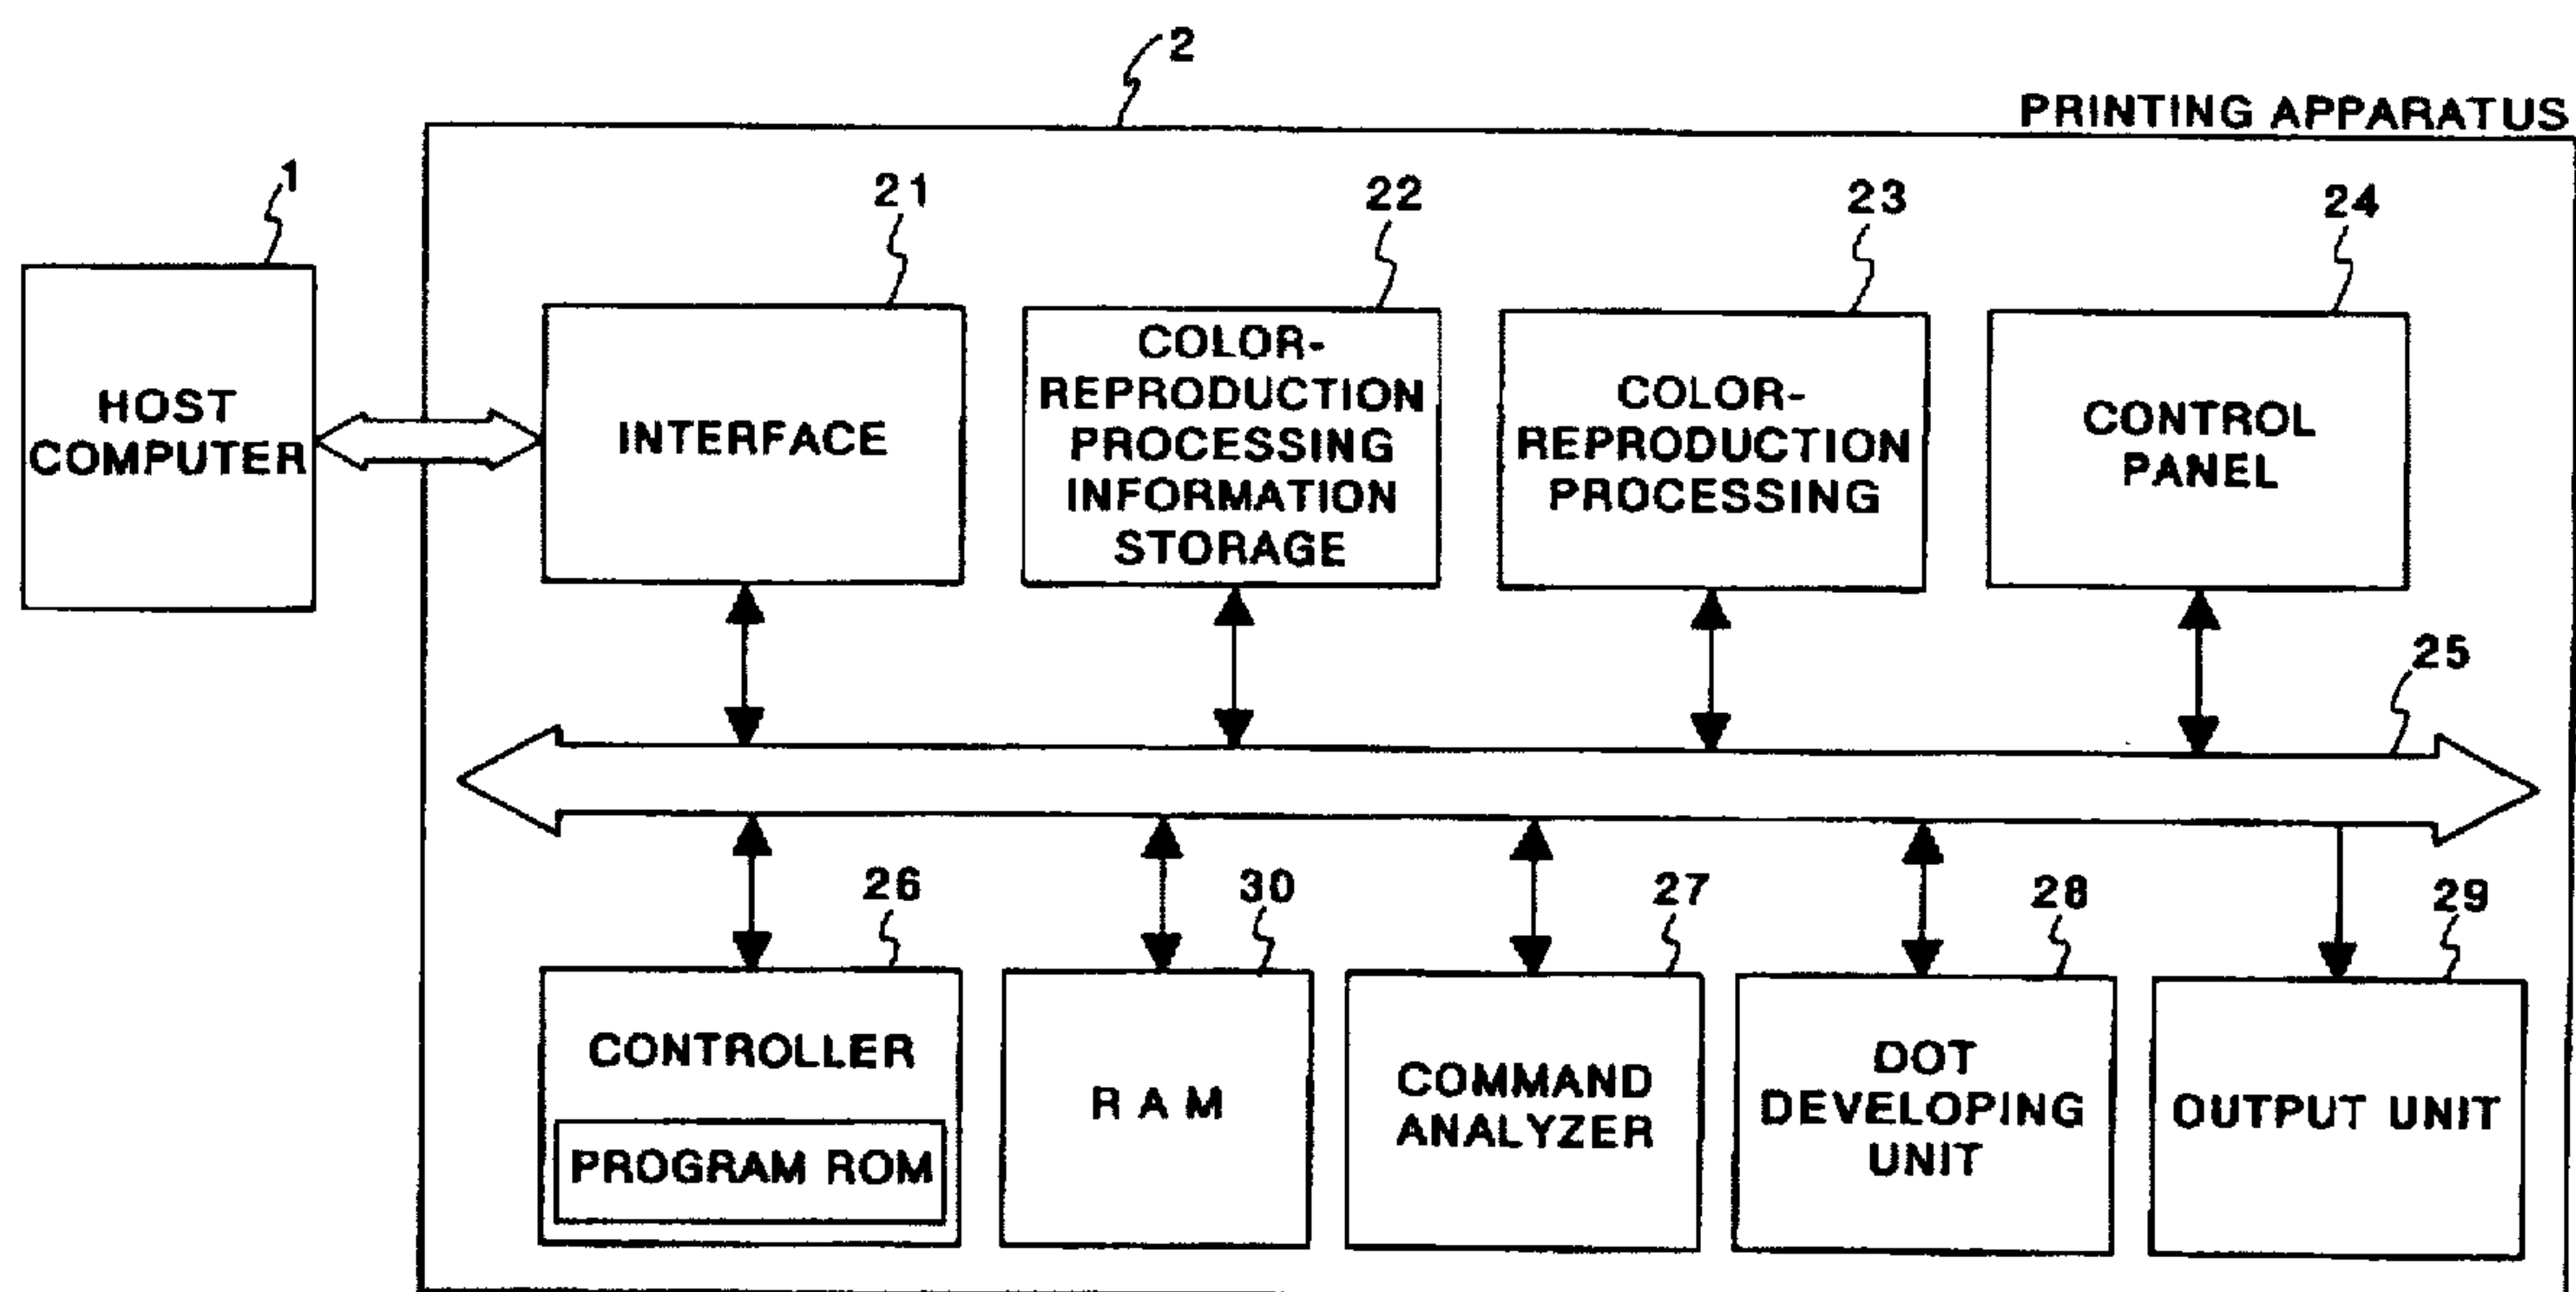 2
PRINTING APPARATUS
1
21
22
23
24
HOST
COMPUTER
INTERFACE
COLOR-
REPRODUCTION
PROCESSING
INFORMATION
STORAGE
COLOR-
REPRODUCTION
PROCESSING
CONTROL
PANEL
25
26
30
27
28
29
CONTROLLER
PROGRAM ROM
RAM
COMMAND
ANALYZER
DOT
DEVELOPING
UNIT
OUTPUT UNIT